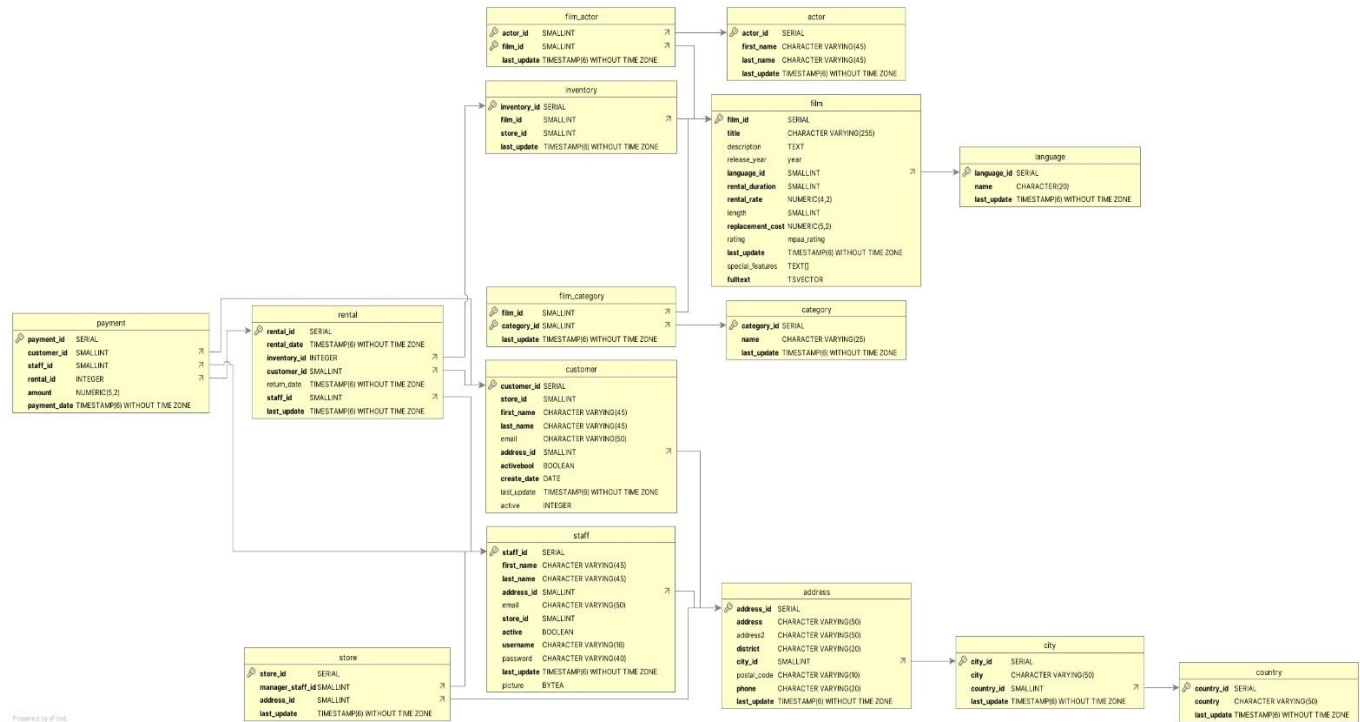 film_actor
actor_id SMALLINT
film_id SMALLINT
last_update TIMESTAMP(6) WITHOUT TIME ZONE
actor
actor_id SERIAL
first_name CHARACTER VARYING(45)
last_name CHARACTER VARYING(45)
last_update TIMESTAMP(6) WITHOUT TIME ZONE
inventory
inventory_id SERIAL
film_id SMALLINT
store_id SMALLINT
last_update TIMESTAMP(6) WITHOUT TIME ZONE
film
film_id SERIAL
title CHARACTER VARYING(255)
description TEXT
release_year year
language_id SMALLINT
rental_duration SMALLINT
rental_rate NUMERIC(4,2)
length SMALLINT
replacement_cost NUMERIC(5,2)
rating mpaa_rating
last_update TIMESTAMP(6) WITHOUT TIME ZONE
special_features TEXT[]
fulltext TSVECTOR
language
language_id SERIAL
name CHARACTER(20)
last_update TIMESTAMP(6) WITHOUT TIME ZONE
film_category
film_id SMALLINT
category_id SMALLINT
last_update TIMESTAMP(6) WITHOUT TIME ZONE
category
category_id SERIAL
name CHARACTER VARYING(25)
last_update TIMESTAMP(6) WITHOUT TIME ZONE
payment
payment_id SERIAL
customer_id SMALLINT
staff_id SMALLINT
rental_id INTEGER
amount NUMERIC(5,2)
payment_date TIMESTAMP(6) WITHOUT TIME ZONE
rental
rental_id SERIAL
rental_date TIMESTAMP(6) WITHOUT TIME ZONE
inventory_id INTEGER
customer_id SMALLINT
return_date TIMESTAMP(6) WITHOUT TIME ZONE
staff_id SMALLINT
last_update TIMESTAMP(6) WITHOUT TIME ZONE
customer
customer_id SERIAL
store_id SMALLINT
first_name CHARACTER VARYING(45)
last_name CHARACTER VARYING(45)
email CHARACTER VARYING(50)
address_id SMALLINT
activebool BOOLEAN
create_date DATE
last_update TIMESTAMP(6) WITHOUT TIME ZONE
active INTEGER
staff
staff_id SERIAL
first_name CHARACTER VARYING(45)
last_name CHARACTER VARYING(45)
address_id SMALLINT
email CHARACTER VARYING(50)
store_id SMALLINT
active BOOLEAN
username CHARACTER VARYING(16)
password CHARACTER VARYING(40)
last_update TIMESTAMP(6) WITHOUT TIME ZONE
picture BYTEA
store
store_id SERIAL
manager_staff_id SMALLINT
address_id SMALLINT
last_update TIMESTAMP(6) WITHOUT TIME ZONE
address
address_id SERIAL
address CHARACTER VARYING(50)
address2 CHARACTER VARYING(50)
district CHARACTER VARYING(20)
city_id SMALLINT
postal_code CHARACTER VARYING(10)
phone CHARACTER VARYING(20)
last_update TIMESTAMP(6) WITHOUT TIME ZONE
city
city_id SERIAL
city CHARACTER VARYING(50)
country_id SMALLINT
last_update TIMESTAMP(6) WITHOUT TIME ZONE
country
country_id SERIAL
country CHARACTER VARYING(50)
last_update TIMESTAMP(6) WITHOUT TIME ZONE
Powered by yFiles